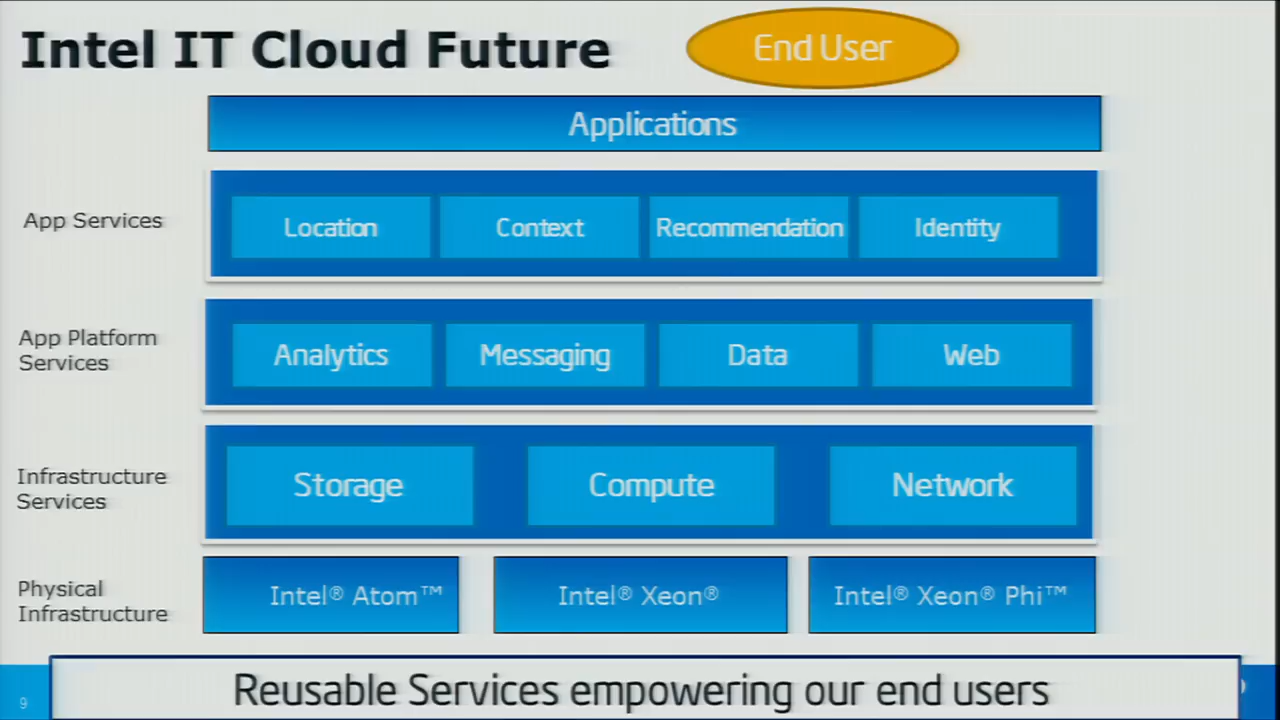 Intel IT Cloud Future
End User
Applications
App Services
Location
Context
Recommendation
Identity
App Platform
Services
Analytics
Messaging
Data
Web
Infrastructure
Services
Storage
Compute
Network
Physical
Infrastructure
Intel® Atom™
Intel® Xeon®
Intel® Xeon® Phi™
Reusable Services empowering our end users
9